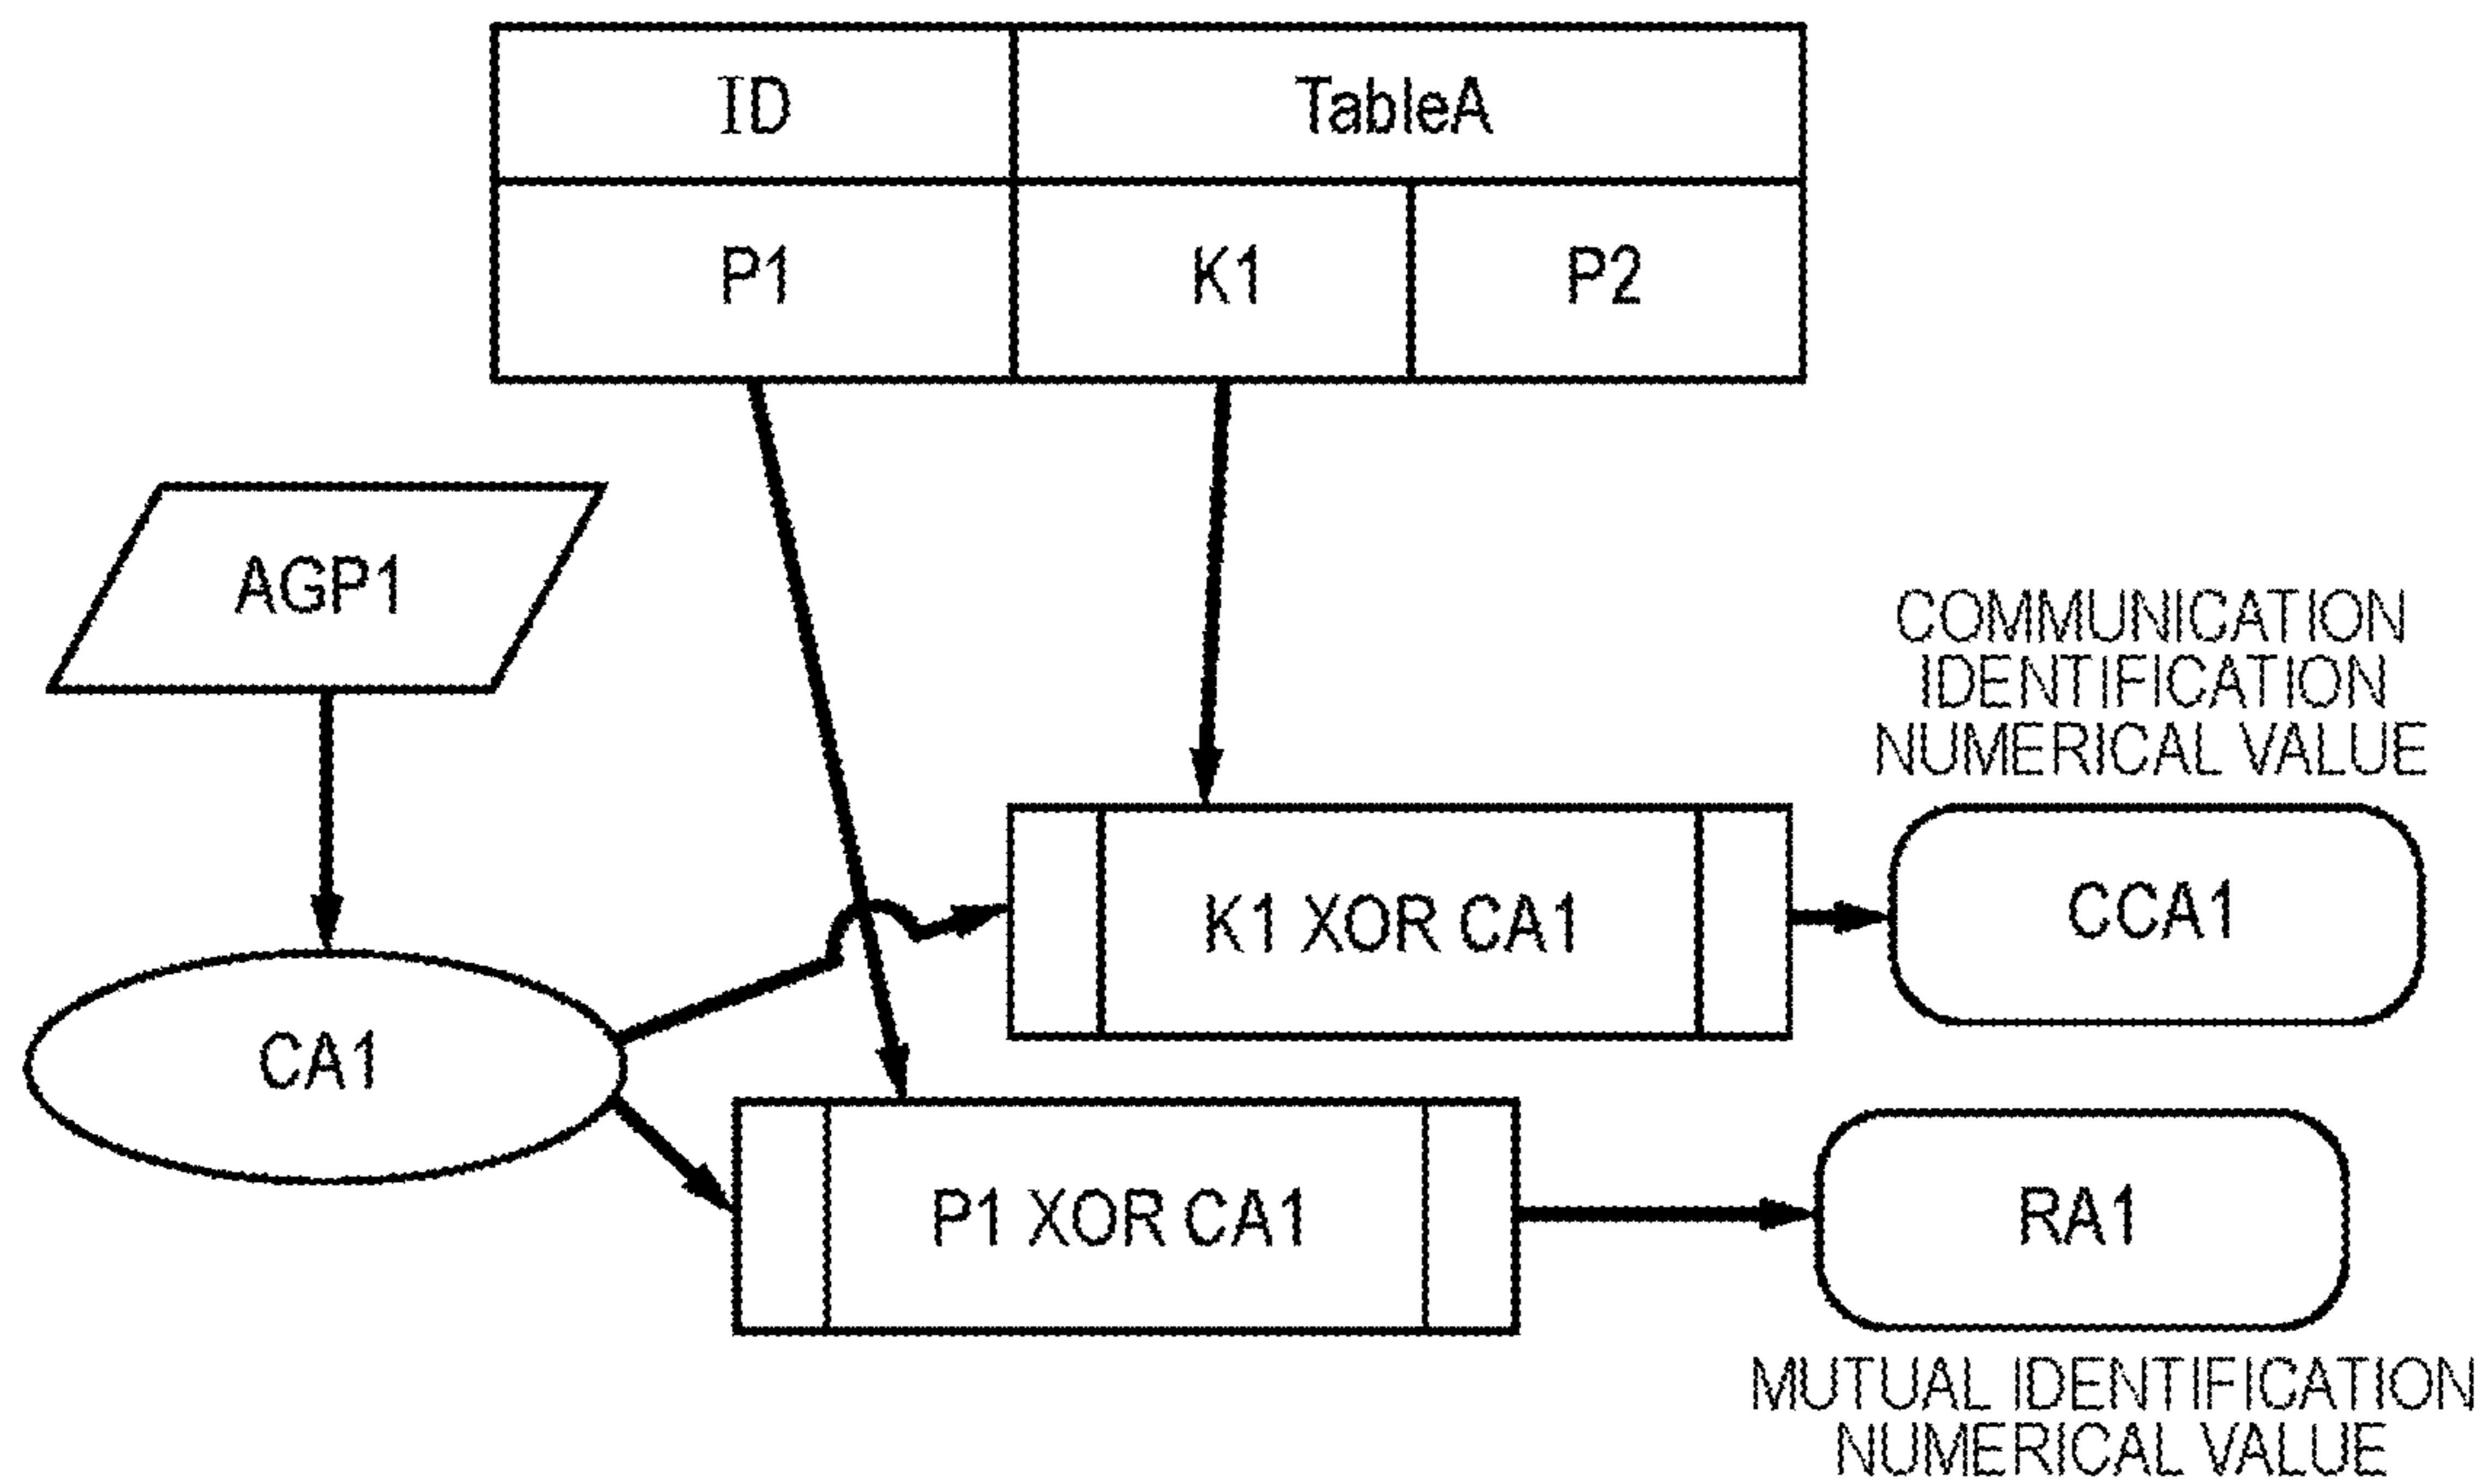 ID
TableA
P1
K1
P2
AGP1
COMMUNICATION
IDENTIFICATION
NUMERICAL VALUE
K1 XOR CA1
CCA1
CA1
P1 XOR CA1
RA1
MUTUAL IDENTIFICATION
NUMERICAL VALUE